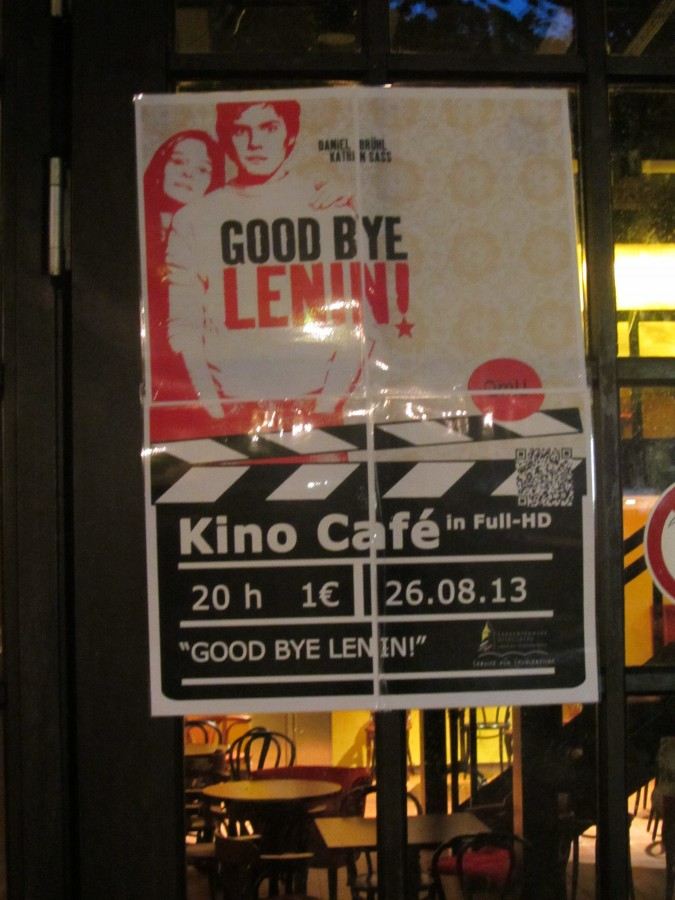 DANIEL BRÜHL
KATHRIN SASS
GOOD BYE
LENIN!
OmU
Kino Café in Full-HD
20 h 1€ 26.08.13
“GOOD BYE LENIN!”